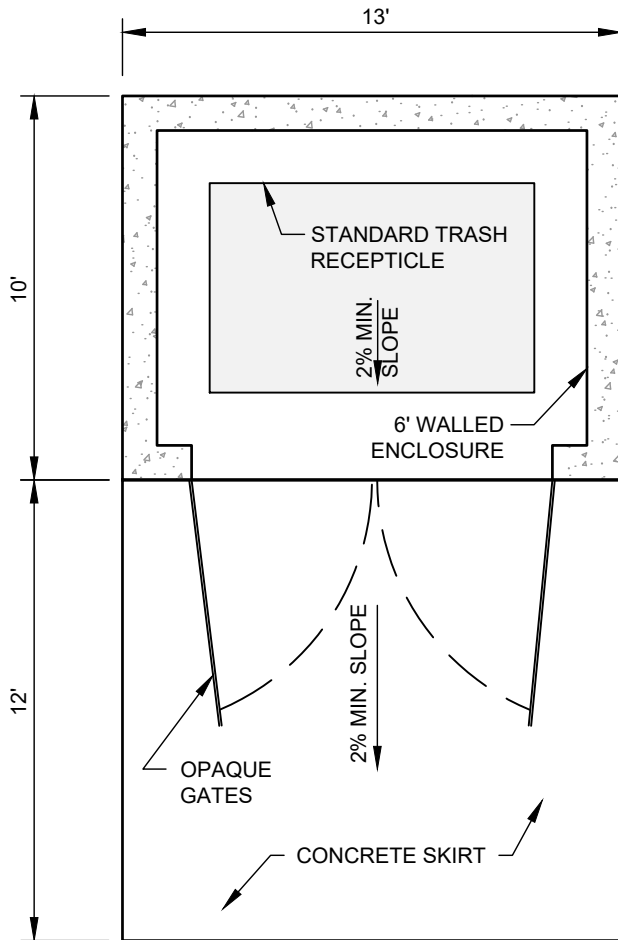 13'
10'
STANDARD TRASH
RECEPTICLE
2% MIN.
SLOPE
6' WALLED
ENCLOSURE
12'
2% MIN. SLOPE
OPAQUE
GATES
CONCRETE SKIRT